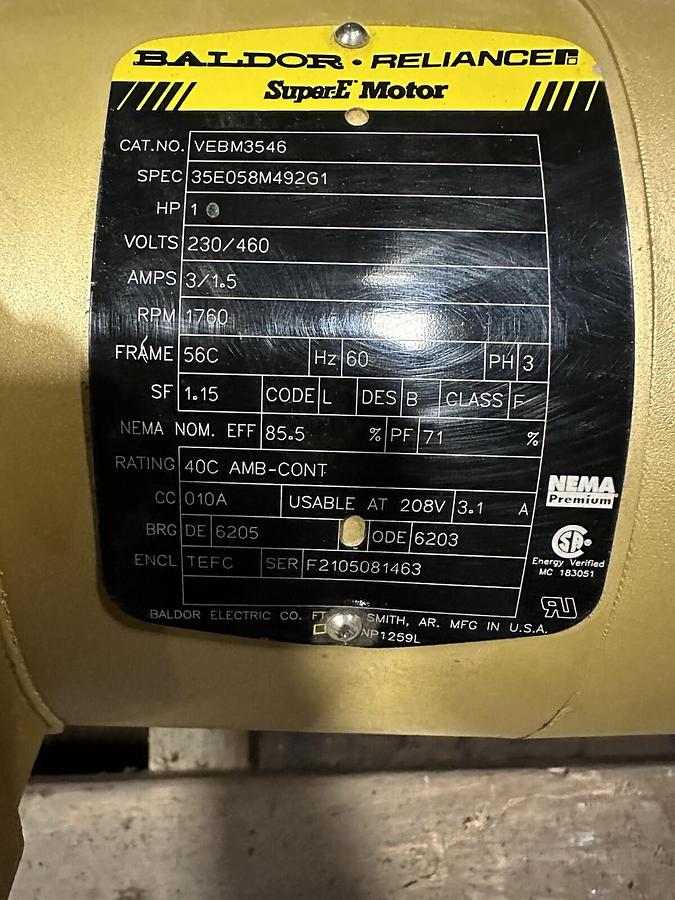 BALDOR · RELIANCER
Super-E Motor
CAT.NO. VEBM3546
SPEC 35E058M492G1
HP 1
VOLTS 230/460
AMPS 3/1.5
RPM 1760
FRAME 56C Hz 60 PH 3
SF 1.15 CODE L DES B CLASS F
NEMA NOM. EFF 85.5 % PF 71 %
RATING 40C AMB-CONT
CC 010A USABLE AT 208V 3.1 A
BRG DE 6205 ODE 6203
ENCL TEFC SER F2105081463
NEMA
Premium
Energy Verified
MC 183051
BALDOR ELECTRIC CO. FT. SMITH, AR. MFG IN U.S.A.
NP1259L